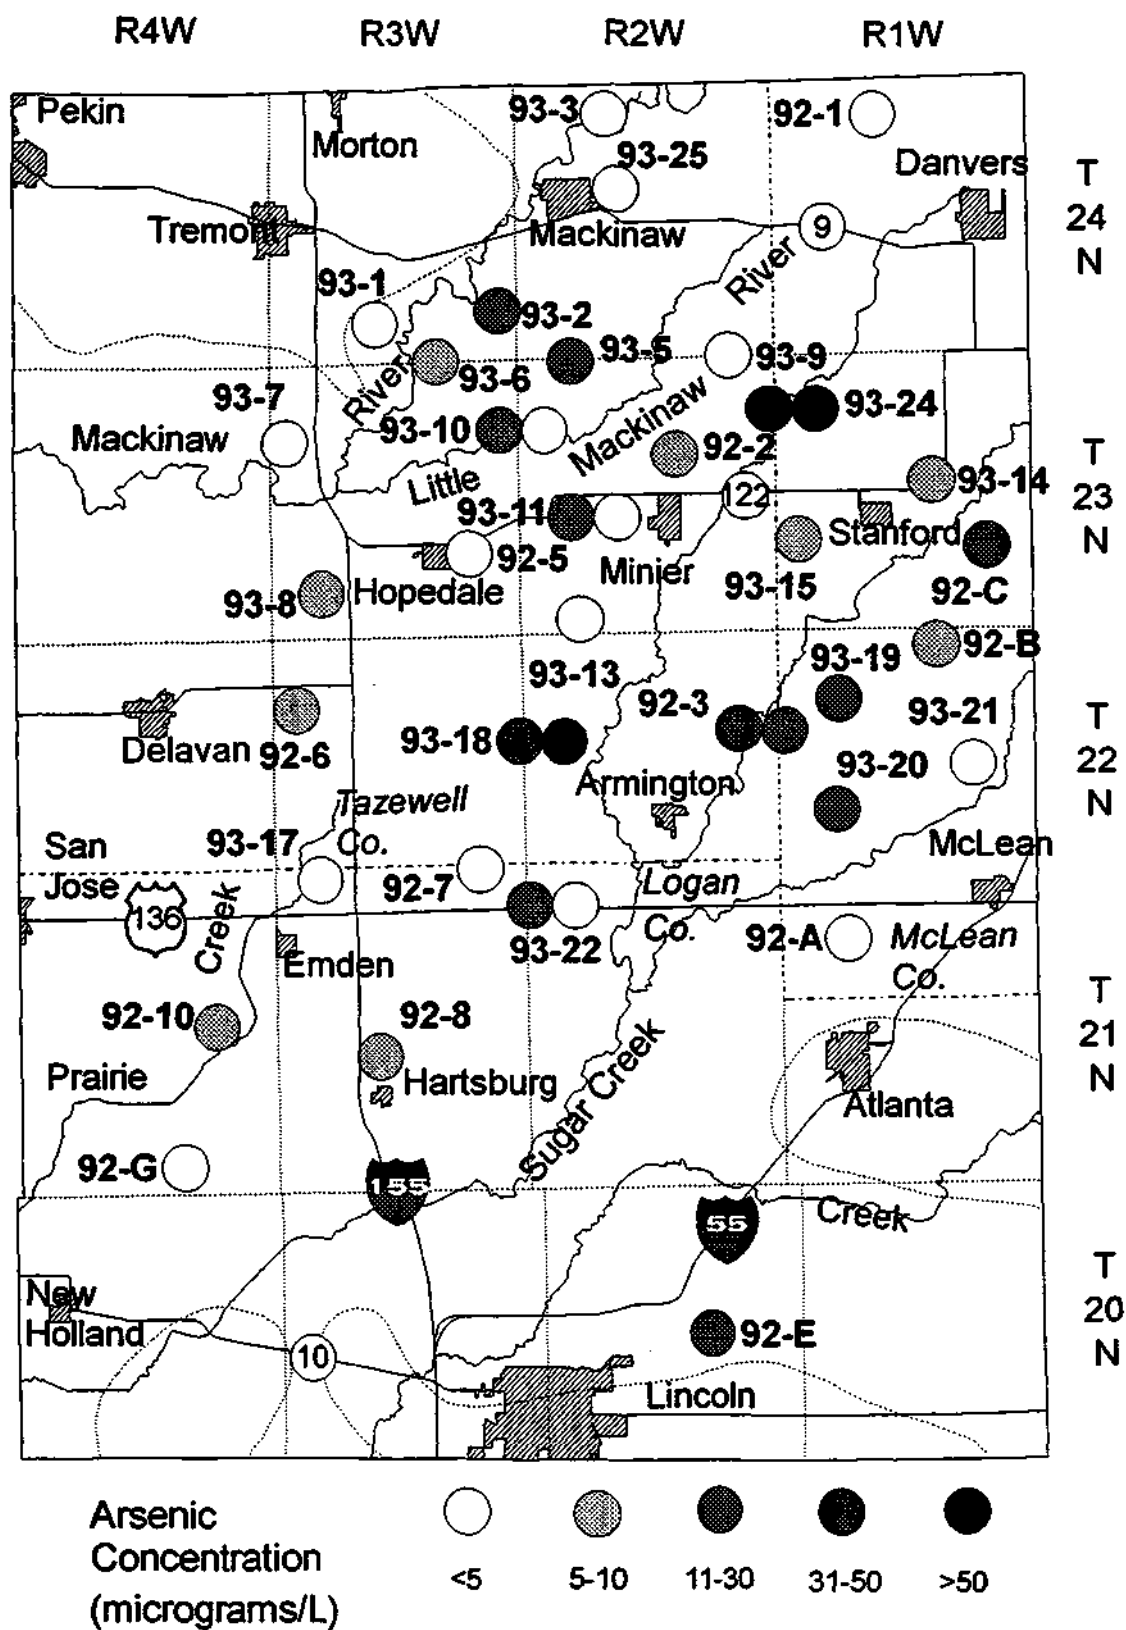 R4W R3W R2W R1W
Pekin
Morton
93-3
92-1
93-25
Danvers
T
24
N
Tremont
Mackinaw
9
River
93-1
93-2
93-5
93-9
River
93-6
93-7
93-24
Mackinaw
93-10
Mackinaw
92-2
Little
122
93-14
T
23
N
93-11
Stanford
92-5
Minier
93-15
92-C
93-8
Hopedale
92-B
93-19
93-13
92-3
93-21
T
22
N
Delavan
92-6
93-18
93-20
Armington
Tazewell
Co.
San
Jose
93-17
McLean
92-7
Logan
Co.
136
Creek
93-22
92-A
McLean
Co.
Emden
T
21
N
92-10
92-8
Prairie
Hartsburg
Sugar Creek
Atlanta
92-G
155
55
Creek
New
Holland
T
20
N
10
92-E
Lincoln
Arsenic
Concentration
(micrograms/L)
<5 5-10 11-30 31-50 >50